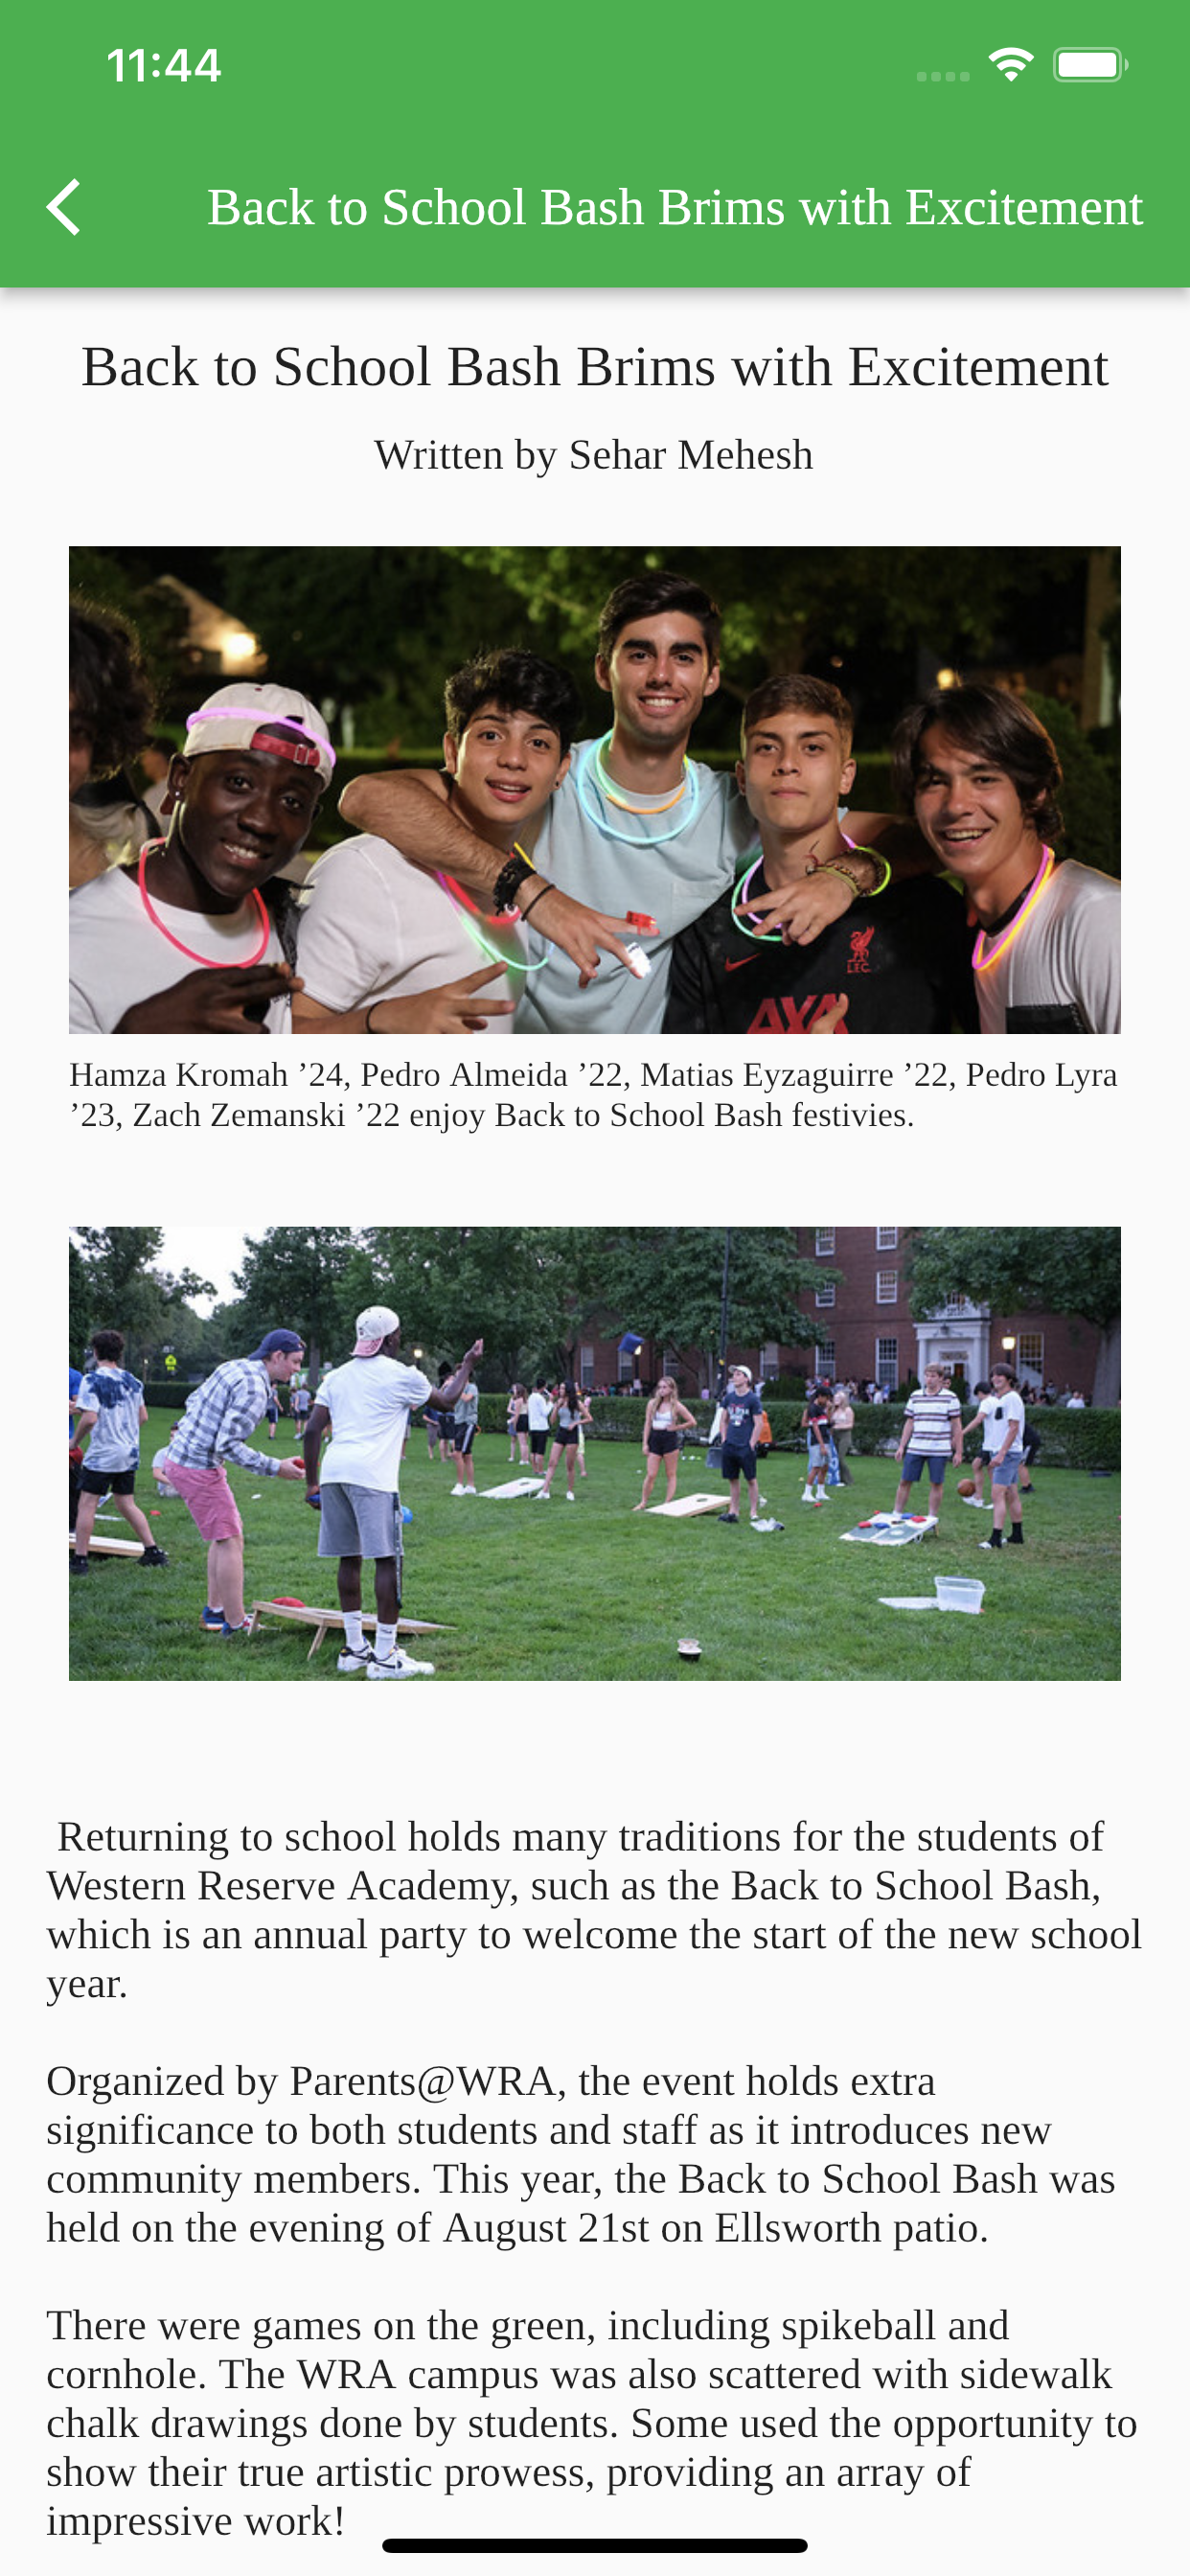 11:44
Back to School Bash Brims with Excitement
Back to School Bash Brims with Excitement
Written by Sehar Mehesh
L.F.C.
AXA
Hamza Kromah ’24, Pedro Almeida ’22, Matias Eyzaguirre ’22, Pedro Lyra
’23, Zach Zemanski ’22 enjoy Back to School Bash festivies.
Returning to school holds many traditions for the students of
Western Reserve Academy, such as the Back to School Bash,
which is an annual party to welcome the start of the new school
year.
Organized by Parents@WRA, the event holds extra
significance to both students and staff as it introduces new
community members. This year, the Back to School Bash was
held on the evening of August 21st on Ellsworth patio.
There were games on the green, including spikeball and
cornhole. The WRA campus was also scattered with sidewalk
chalk drawings done by students. Some used the opportunity to
show their true artistic prowess, providing an array of
impressive work!